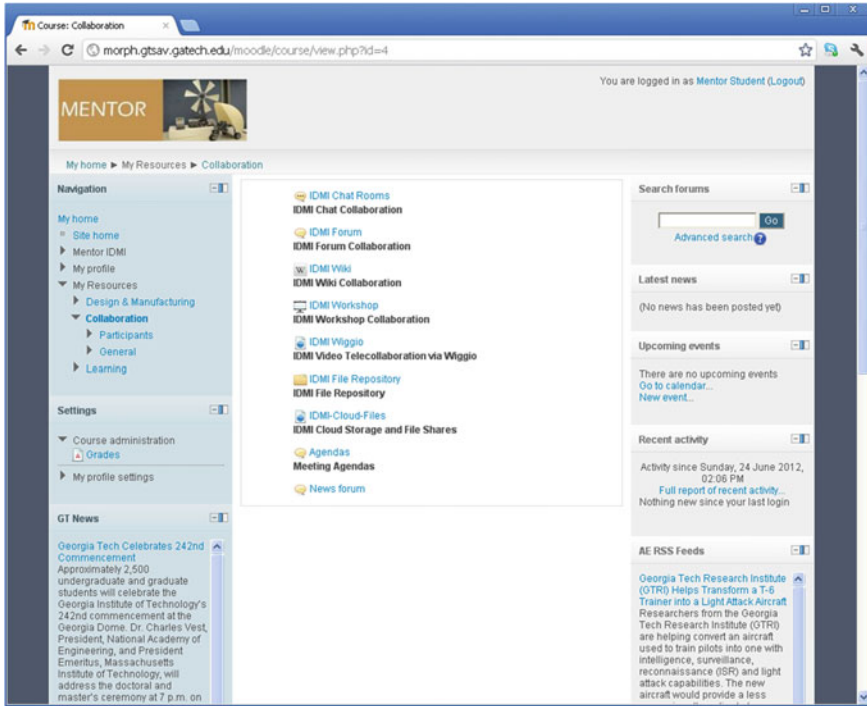 Course: Collaboration
morph.gtsav.gatech.edu/moodle/course/view.php?id=4
You are logged in as Mentor Student (Logout)
MENTOR
My home ► My Resources ► Collaboration
Navigation
My home
Site home
Mentor IDMI
My profile
My Resources
Design & Manufacturing
Collaboration
Participants
General
Learning
Settings
Course administration
Grades
My profile settings
GT News
Georgia Tech Celebrates 242nd
Commencement
Approximately 2,500
undergraduate and graduate
students will celebrate the
Georgia Institute of Technology's
242nd commencement at the
Georgia Dome. Dr. Charles Vest,
President, National Academy of
Engineering, and President
Emeritus, Massachusetts
Institute of Technology, will
address the doctoral and
master's ceremony at 7 p.m. on
IDMI Chat Rooms
IDMI Chat Collaboration
IDMI Forum
IDMI Forum Collaboration
W IDMI Wiki
IDMI Wiki Collaboration
IDMI Workshop
IDMI Workshop Collaboration
IDMI Wiggio
IDMI Video Telecollaboration via Wiggio
IDMI File Repository
IDMI File Repository
IDMI-Cloud-Files
IDMI Cloud Storage and File Shares
Agendas
Meeting Agendas
News forum
Search forums
Go
Advanced search ?
Latest news
(No news has been posted yet)
Upcoming events
There are no upcoming events
Go to calendar...
New event...
Recent activity
Activity since Sunday, 24 June 2012,
02:06 PM
Full report of recent activity...
Nothing new since your last login
AE RSS Feeds
Georgia Tech Research Institute
(GTRI) Helps Transform a T-6
Trainer into a Light Attack Aircraft
Researchers from the Georgia
Tech Research Institute (GTRI)
are helping convert an aircraft
used to train pilots into one with
intelligence, surveillance,
reconnaissance (ISR) and light
attack capabilities. The new
aircraft would provide a less